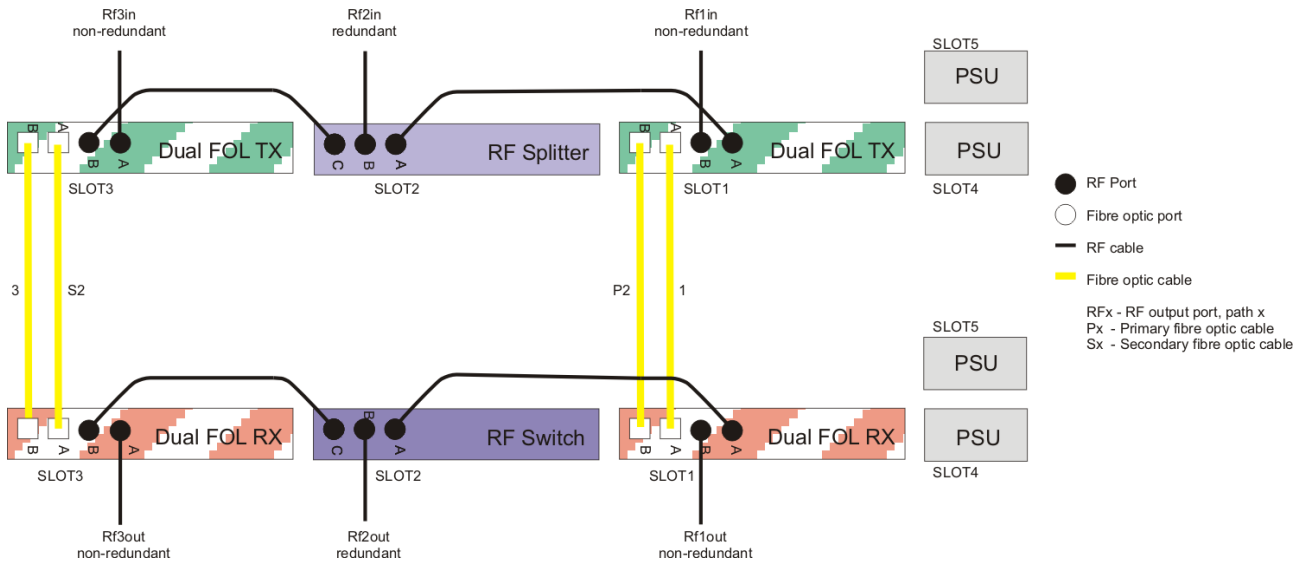 Rf3in
non-redundant
Rf2in
redundant
Rf1in
non-redundant
SLOT5
PSU
B
A
B
A
Dual FOL TX
SLOT3
C
B
A
RF Splitter
SLOT2
B
A
B
A
Dual FOL TX
SLOT1
PSU
SLOT4
RF Port
Fibre optic port
RF cable
Fibre optic cable
RFx - RF output port, path x
Px - Primary fibre optic cable
Sx - Secondary fibre optic cable
3
S2
P2
1
SLOT5
PSU
B
A
B
A
Dual FOL RX
SLOT3
C
B
A
RF Switch
SLOT2
B
A
B
A
Dual FOL RX
SLOT1
PSU
SLOT4
Rf3out
non-redundant
Rf2out
redundant
Rf1out
non-redundant